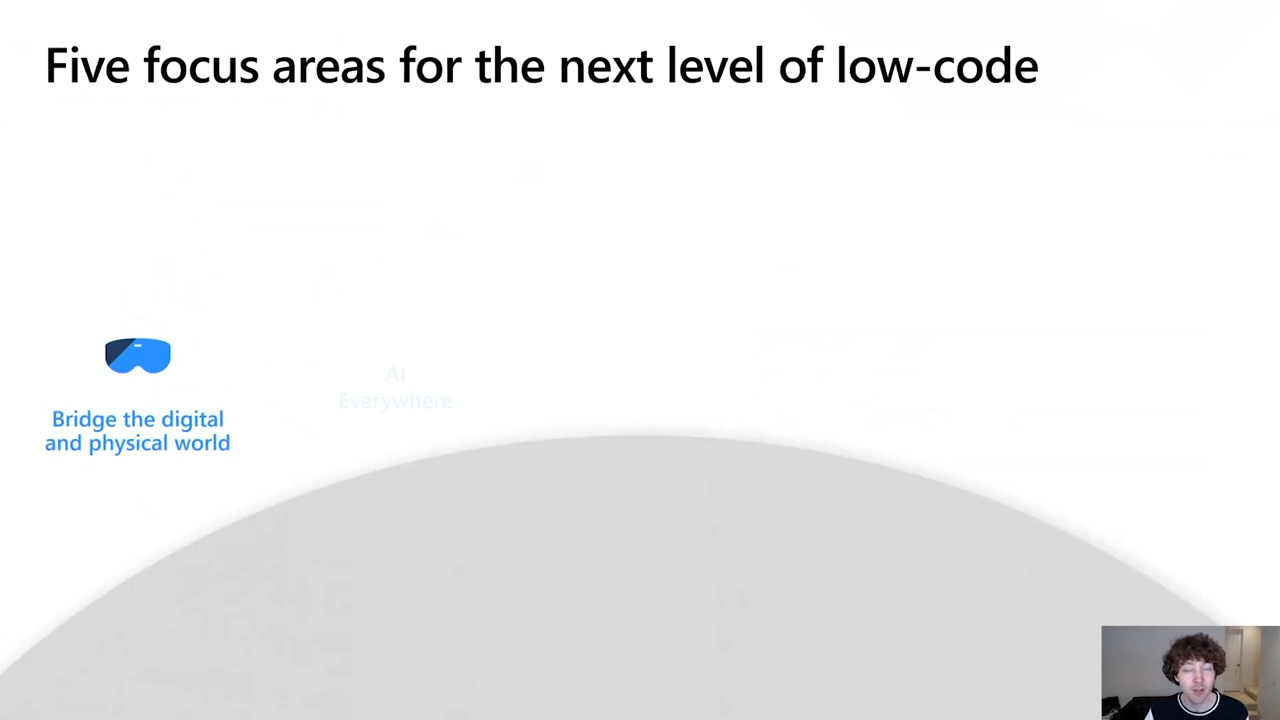 Five focus areas for the next level of low-code
Bridge the digital
and physical world
AI
Everywhere